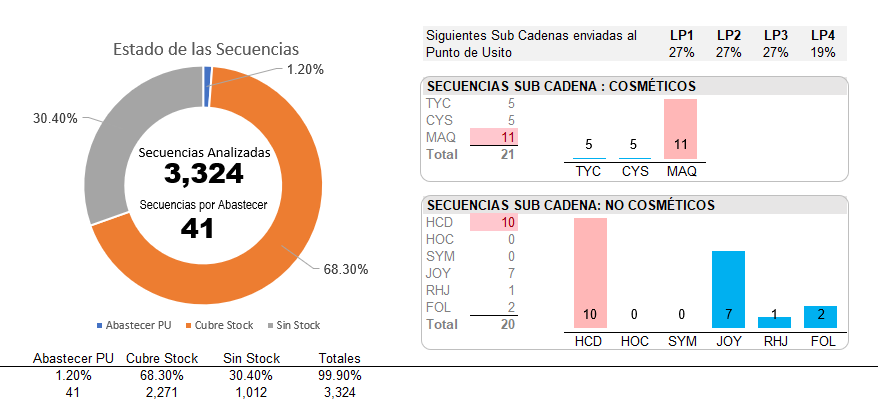 Estado de las Secuencias
1.20%
30.40%
Secuencias Analizadas
3,324
Secuencias por Abastecer
41
68.30%
Abastecer PU Cubre Stock Sin Stock
Abastecer PU Cubre Stock Sin Stock Totales
1.20% 68.30% 30.40% 99.90%
41 2,271 1,012 3,324
Siguientes Sub Cadenas enviadas al LP1 LP2 LP3 LP4
Punto de Usito 27% 27% 27% 19%
SECUENCIAS SUB CADENA : COSMÉTICOS
TYC 5
CYS 5
MAQ 11
Total 21
5 5 11
TYC CYS MAQ
SECUENCIAS SUB CADENA: NO COSMÉTICOS
HCD 10
HOC 0
SYM 0
JOY 7
RHJ 1
FOL 2
Total 20
10 0 0 7 1 2
HCD HOC SYM JOY RHJ FOL